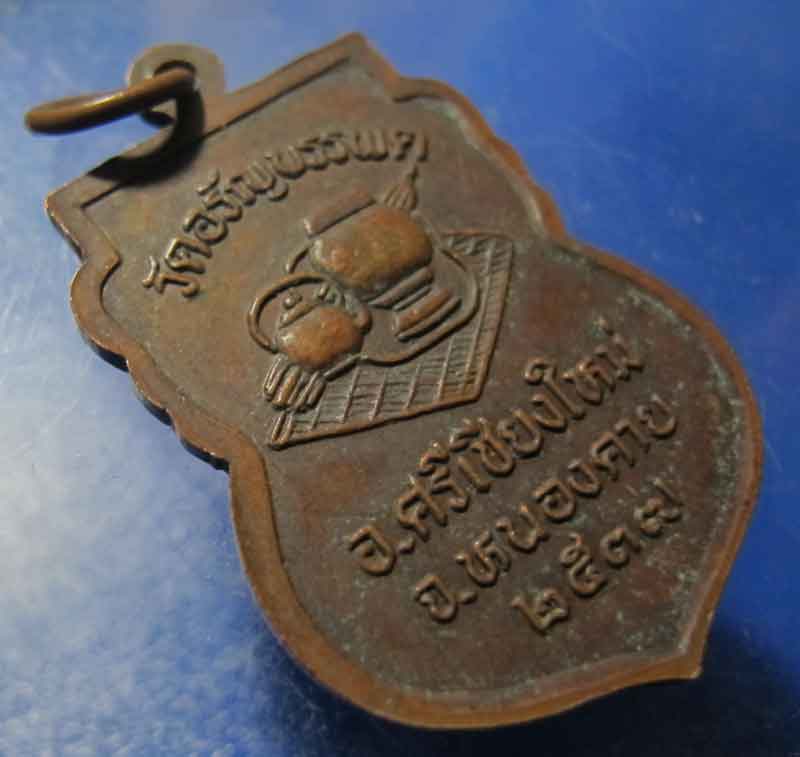 วัดอรัญบรรพต
อ.ศรีเชียงใหม่
จ.หนองคาย
๒๕๓๗